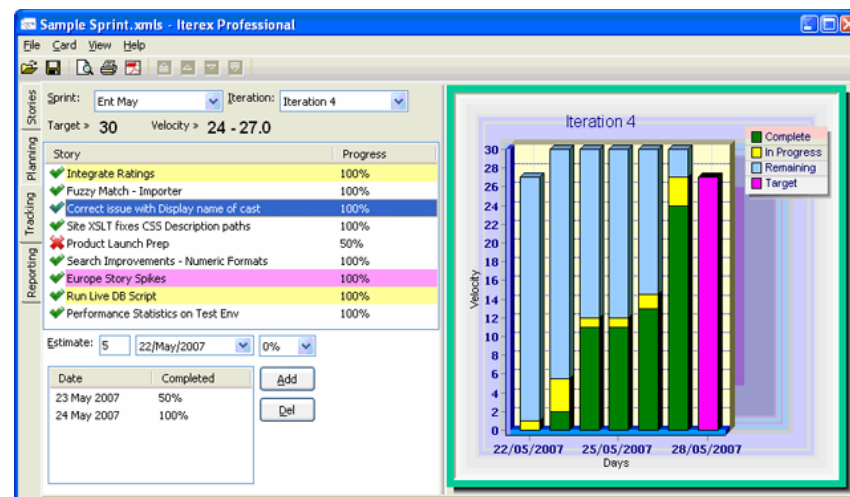 Sample Sprint.xmls - Iterex Professional
File Card View Help
Stories
Planning
Tracking
Reporting
Sprint: Ent May Iteration: Iteration 4
Target » 30 Velocity » 24 - 27.0
Story Progress
Integrate Ratings 100%
Fuzzy Match - Importer 100%
Correct issue with Display name of cast 100%
Site XSLT fixes CSS Description paths 100%
Product Launch Prep 50%
Search Improvements - Numeric Formats 100%
Europe Story Spikes 100%
Run Live DB Script 100%
Performance Statistics on Test Env 100%
Estimate: 5 22/May/2007 0%
Date Completed
23 May 2007 50%
24 May 2007 100%
Add
Del
Iteration 4
Complete
In Progress
Remaining
Target
Velocity
30
28
26
24
22
20
18
16
14
12
10
8
6
4
2
0
22/05/2007 25/05/2007 28/05/2007
Days